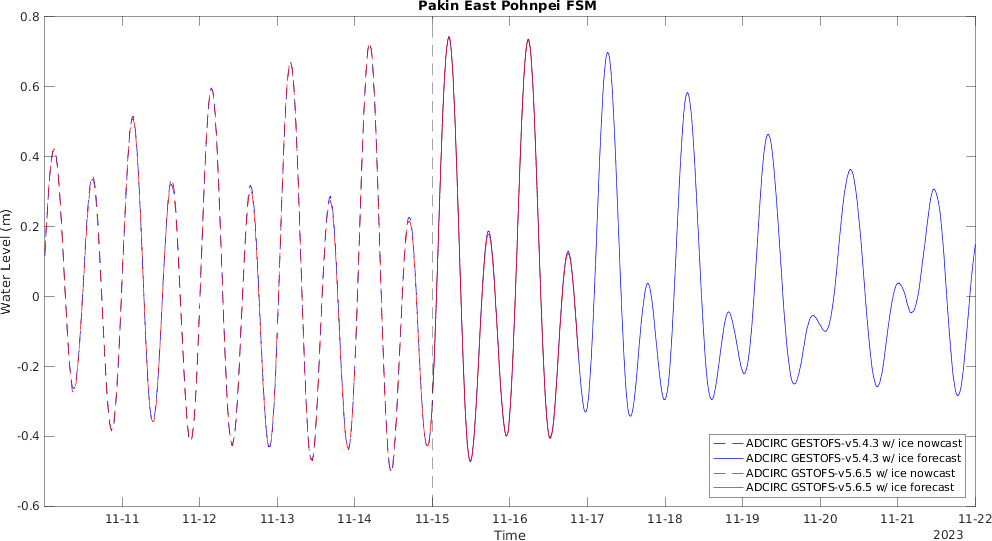 Pakin East Pohnpei FSM
0.8
0.6
0.4
0.2
0
-0.2
-0.4
-0.6
Water Level (m)
ADCIRC GESTOFS-v5.4.3 w/ ice nowcast
ADCIRC GESTOFS-v5.4.3 w/ ice forecast
ADCIRC GSTOFS-v5.6.5 w/ ice nowcast
ADCIRC GSTOFS-v5.6.5 w/ ice forecast
11-11 11-12 11-13 11-14 11-15 11-16 11-17 11-18 11-19 11-20 11-21 11-22
Time
2023